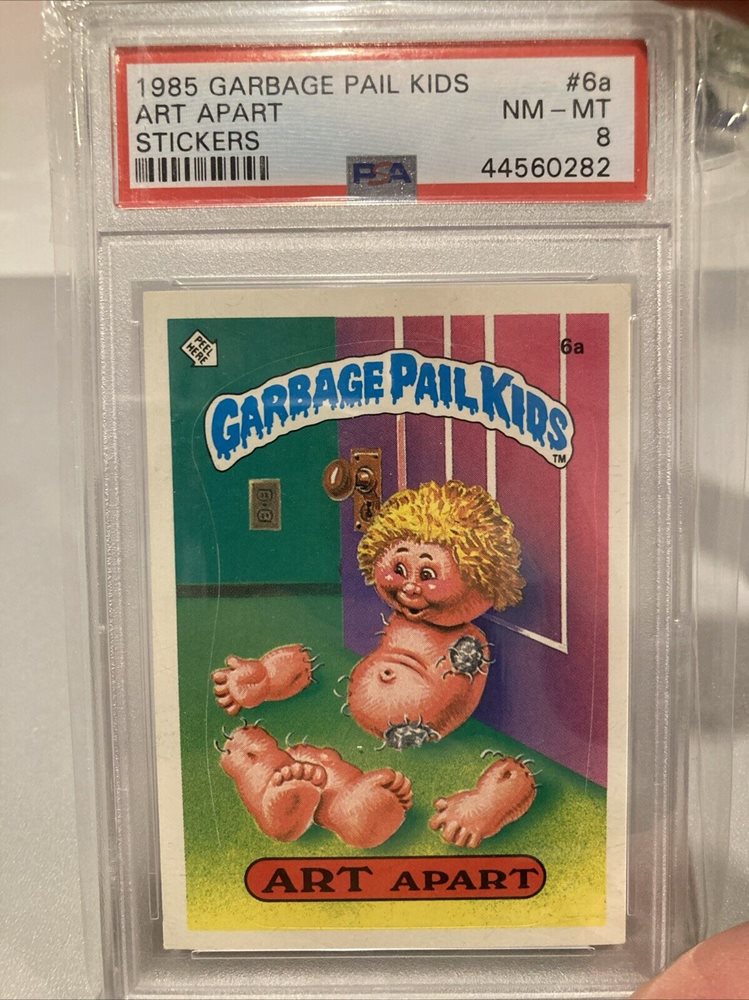 1985 GARBAGE PAIL KIDS #6a
ART APART NM – MT
STICKERS 8
PSA 44560282
PEEL
HERE
6a
GARBAGE PAIL KIDS
TM
ART APART